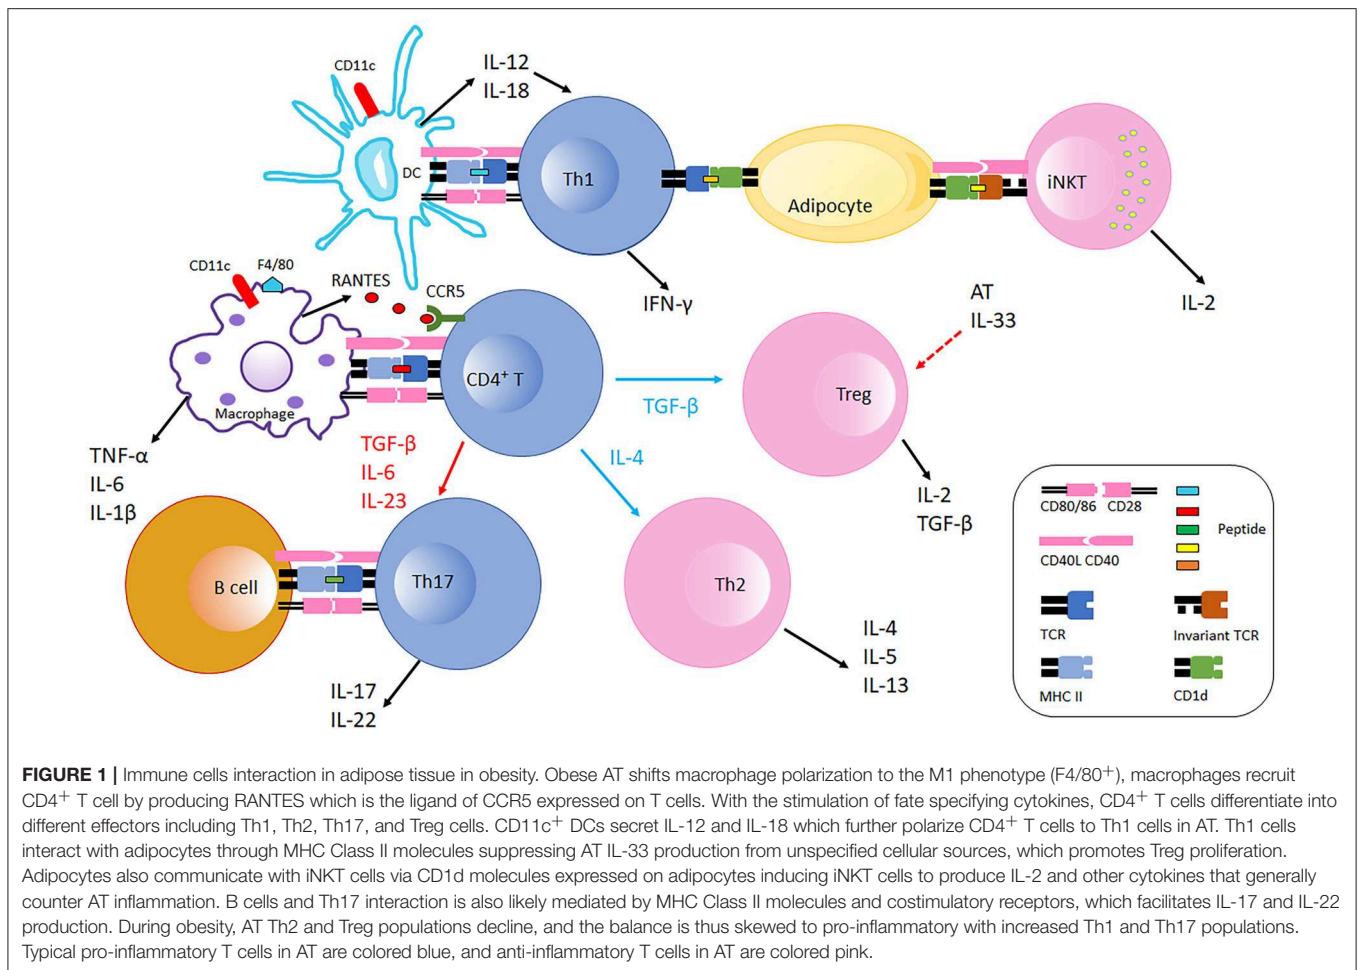 CD11c
IL-12
IL-18
DC
Th1
Adipocyte
iNKT
IFN-γ
IL-2
CD11c
F4/80
RANTES
CCR5
AT
IL-33
CD4+ T
Macrophage
TGF-β
Treg
TNF-α
IL-6
IL-1β
TGF-β
IL-6
IL-23
IL-4
IL-2
TGF-β
B cell
Th17
Th2
IL-17
IL-22
IL-4
IL-5
IL-13
CD80/86 CD28
CD40L CD40
Peptide
TCR
Invariant TCR
MHC II
CD1d
FIGURE 1 | Immune cells interaction in adipose tissue in obesity. Obese AT shifts macrophage polarization to the M1 phenotype (F4/80+), macrophages recruit
CD4+ T cell by producing RANTES which is the ligand of CCR5 expressed on T cells. With the stimulation of fate specifying cytokines, CD4+ T cells differentiate into
different effectors including Th1, Th2, Th17, and Treg cells. CD11c+ DCs secret IL-12 and IL-18 which further polarize CD4+ T cells to Th1 cells in AT. Th1 cells
interact with adipocytes through MHC Class II molecules suppressing AT IL-33 production from unspecified cellular sources, which promotes Treg proliferation.
Adipocytes also communicate with iNKT cells via CD1d molecules expressed on adipocytes inducing iNKT cells to produce IL-2 and other cytokines that generally
counter AT inflammation. B cells and Th17 interaction is also likely mediated by MHC Class II molecules and costimulatory receptors, which facilitates IL-17 and IL-22
production. During obesity, AT Th2 and Treg populations decline, and the balance is thus skewed to pro-inflammatory with increased Th1 and Th17 populations.
Typical pro-inflammatory T cells in AT are colored blue, and anti-inflammatory T cells in AT are colored pink.